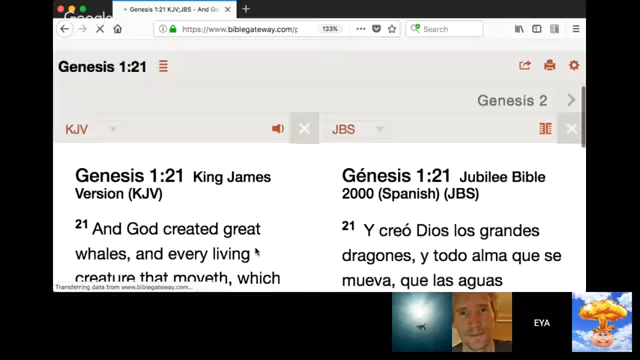 Google
Genesis 1:21 KJV;JBS - And Go
https://www.biblegateway.com/p
133%
Search
Genesis 1:21
Genesis 2
KJV
JBS
Genesis 1:21 King James
Version (KJV)
21 And God created great
whales, and every living
creature that moveth, which
Génesis 1:21 Jubilee Bible
2000 (Spanish) (JBS)
21 Y creó Dios los grandes
dragones, y todo alma que se
mueva, que las aguas
Transferring data from www.biblegateway.com...
EYA